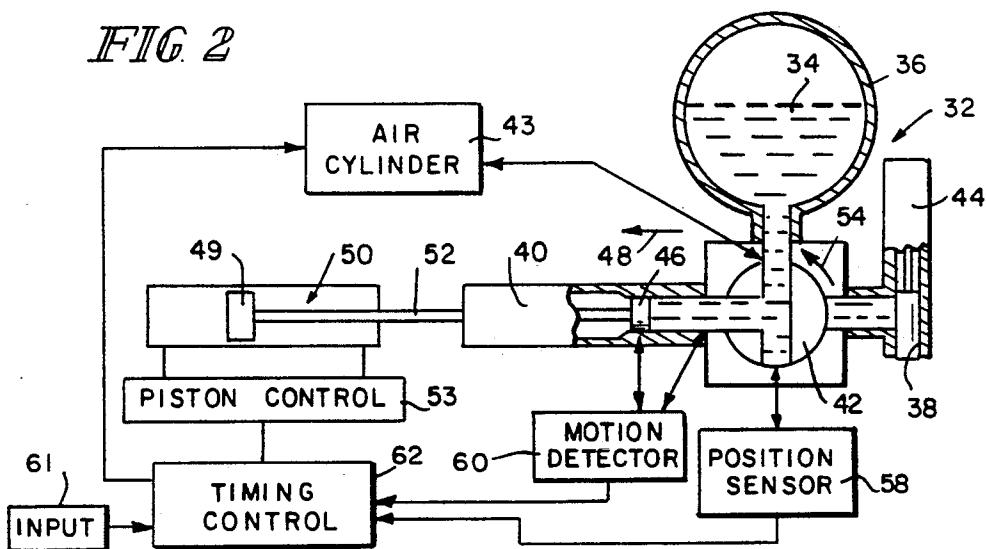 FIG. 2
34
36
32
AIR CYLINDER
43
44
54
49
50
52
40
48
46
PISTON CONTROL
53
42
38
MOTION DETECTOR
60
POSITION SENSOR
58
61
62
INPUT
TIMING CONTROL